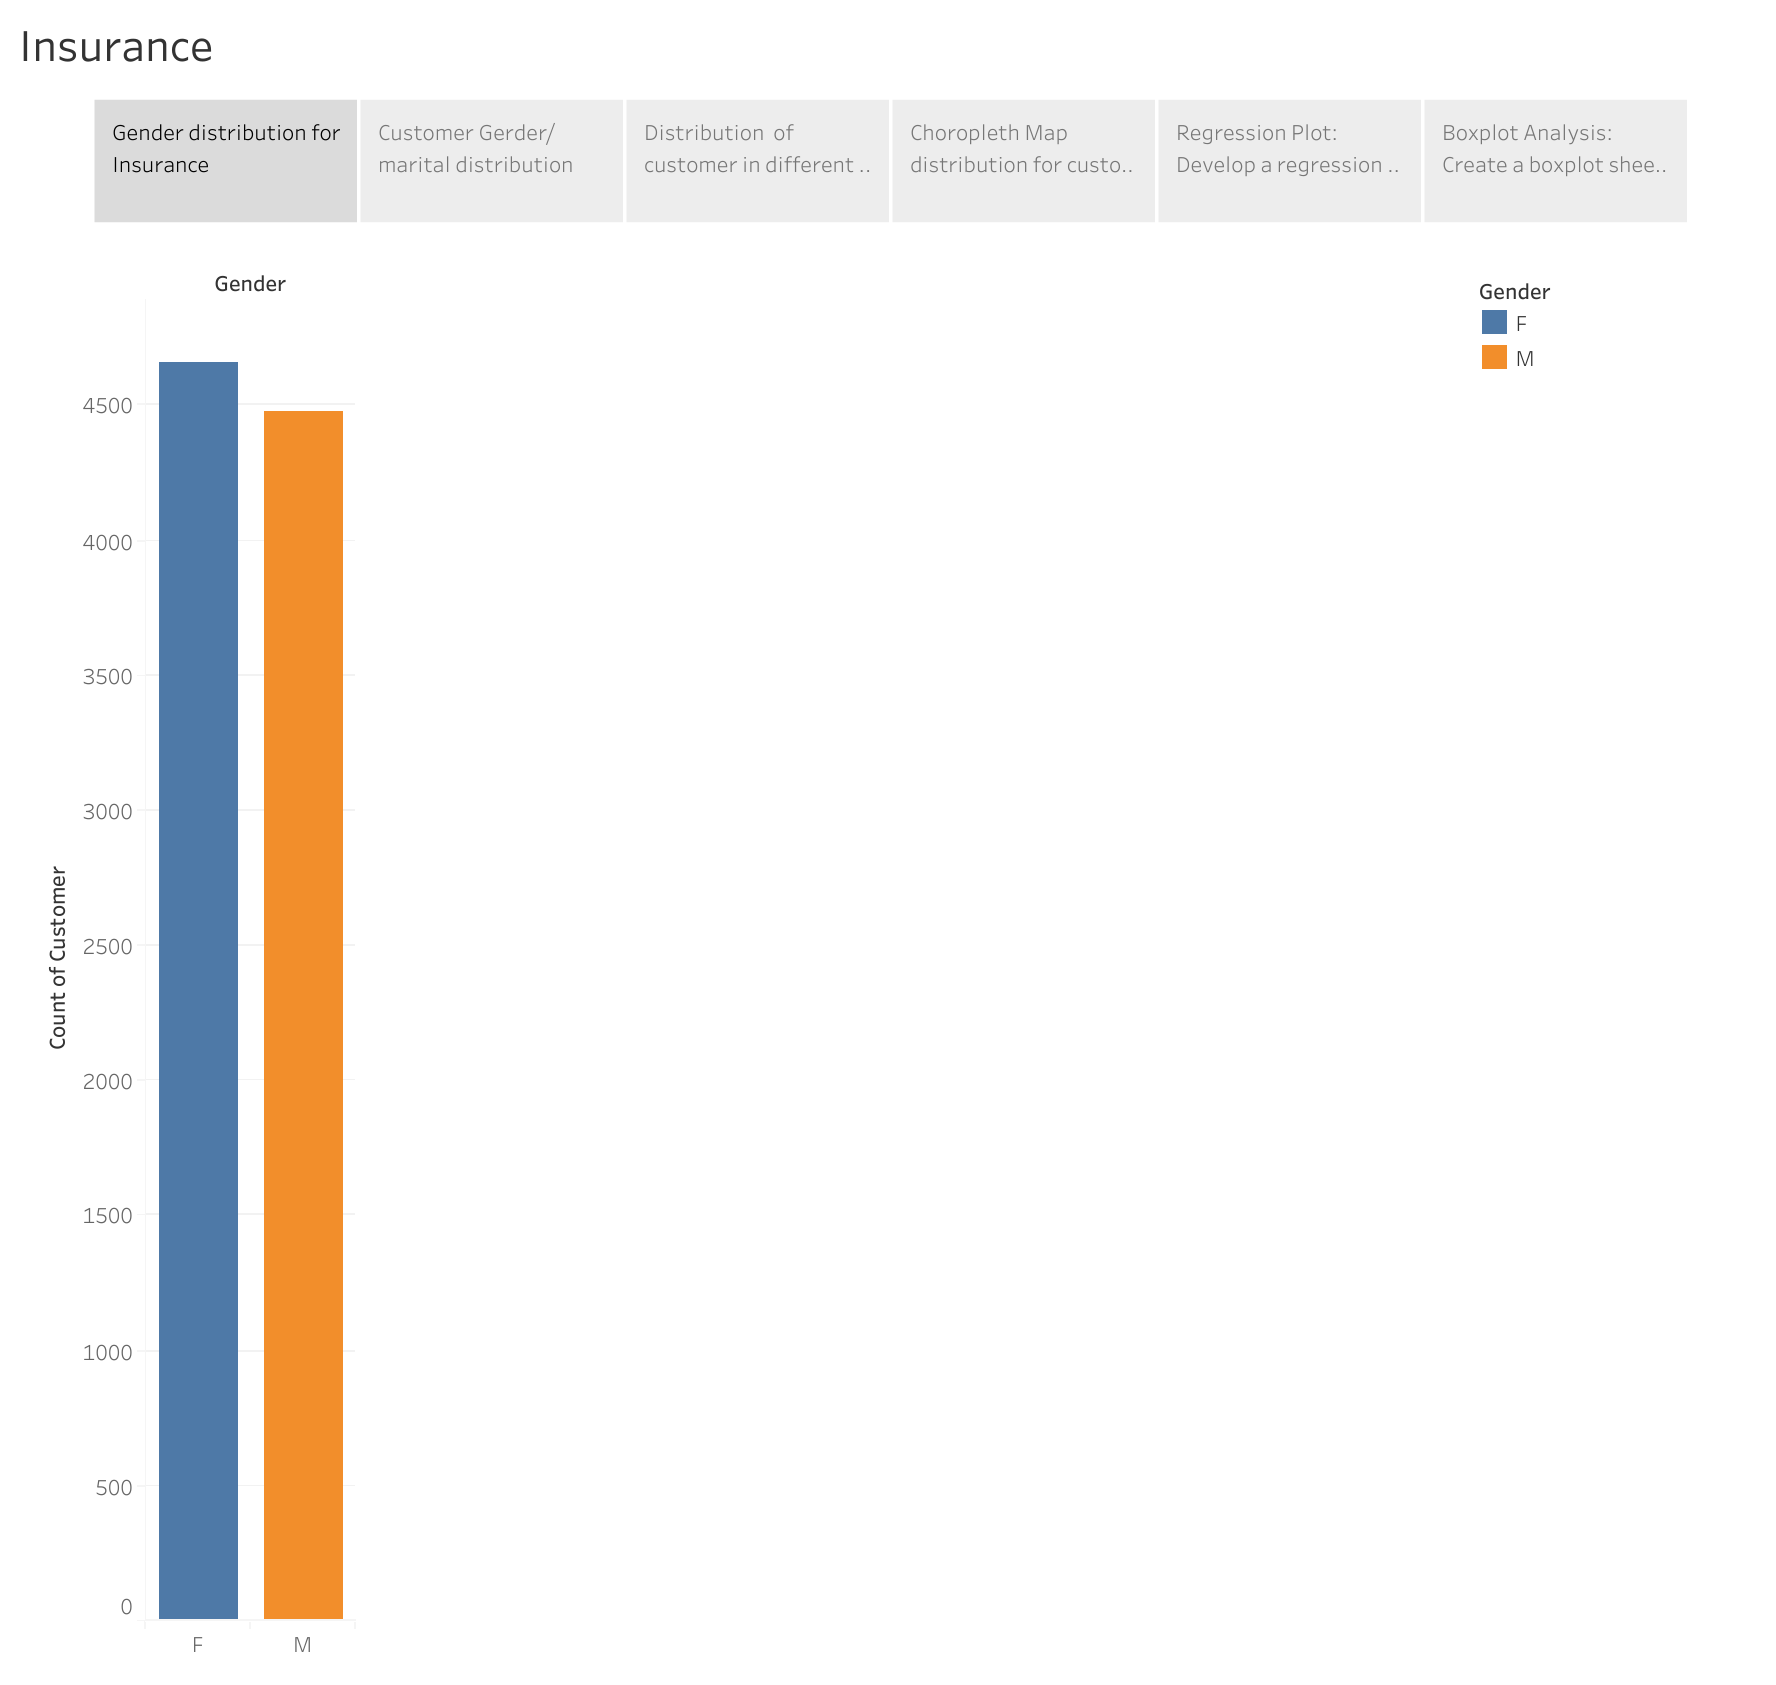 Insurance
Gender distribution for
Insurance
Customer Gerder/
marital distribution
Distribution  of
customer in different ..
Choropleth Map
distribution for custo..
Regression Plot:
Develop a regression ..
Boxplot Analysis:
Create a boxplot shee..
Gender
Gender
F
M
4500
4000
3500
3000
2500
2000
1500
1000
500
0
Count of Customer
F
M